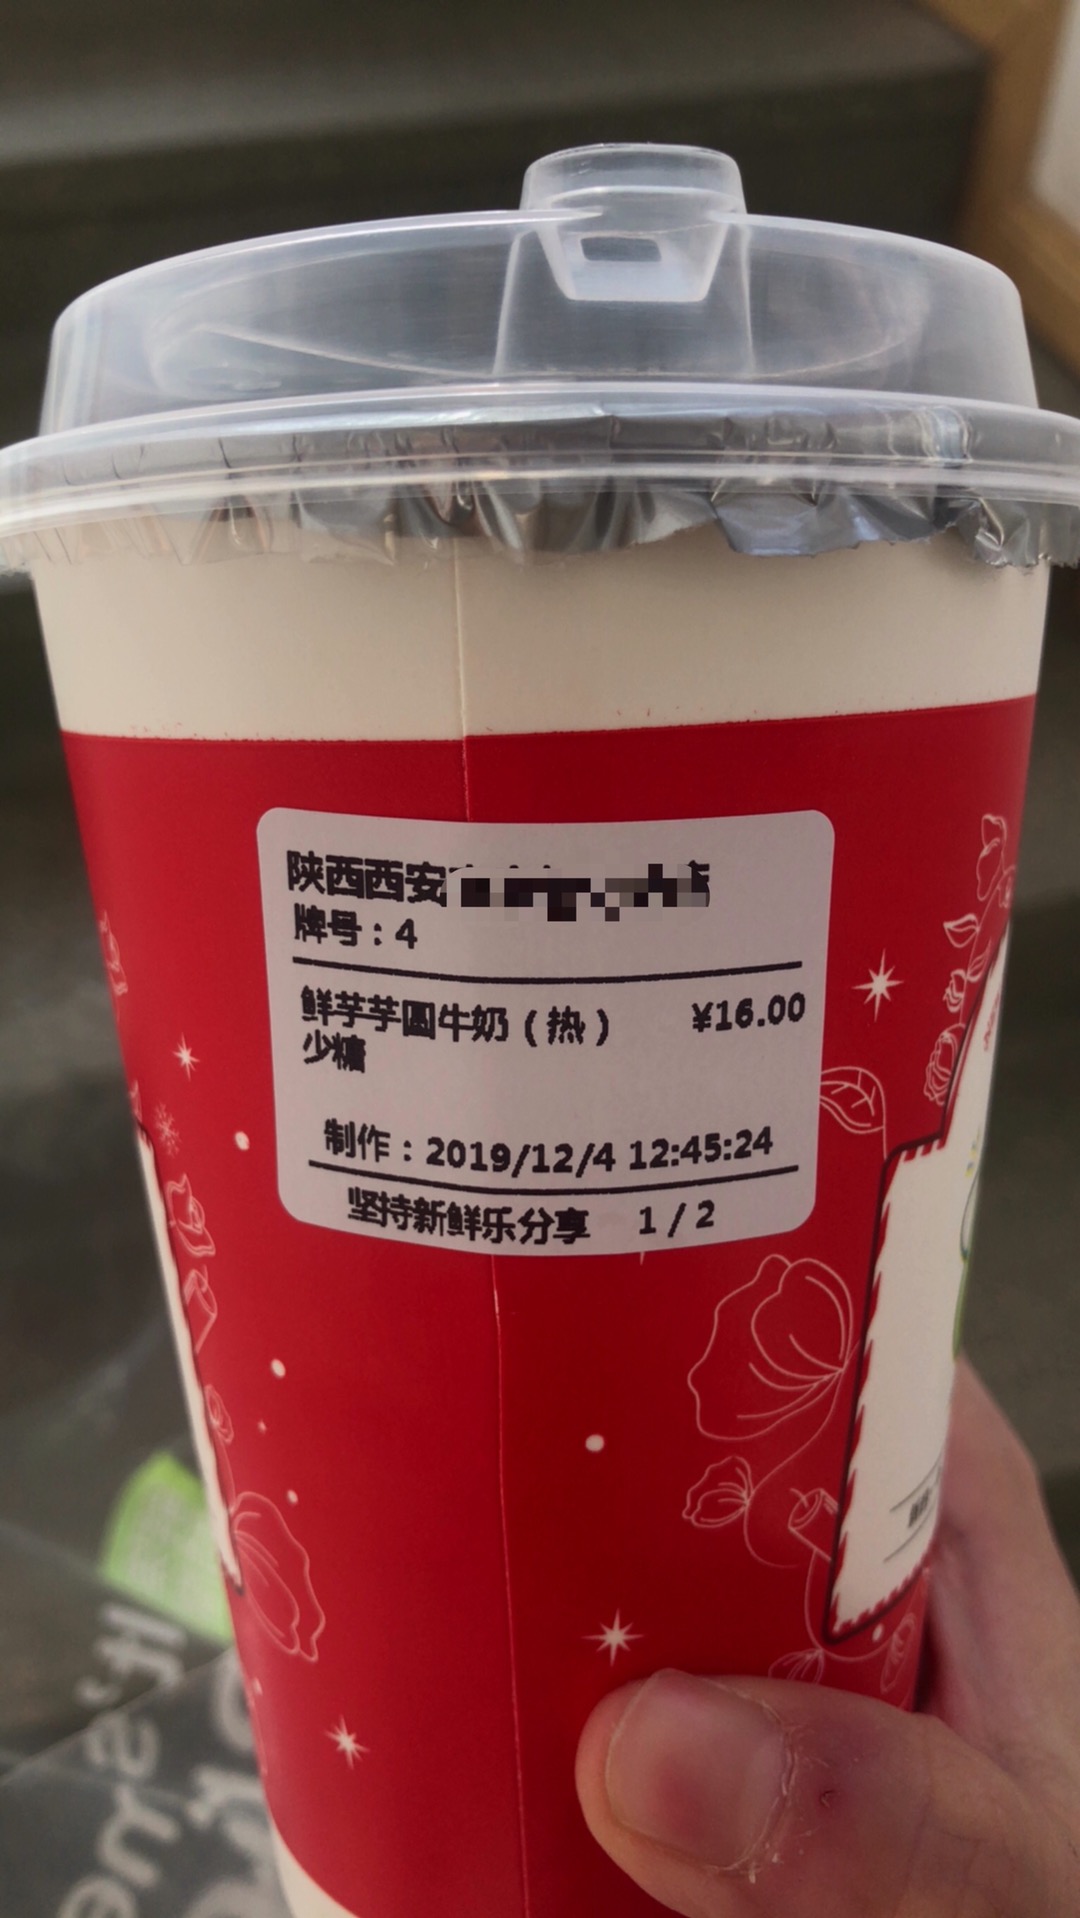 陕西西安
牌号：4
鲜芋芋圆牛奶（热） ¥16.00
少糖
制作：2019/12/4 12:45:24
坚持新鲜乐分享 1/2